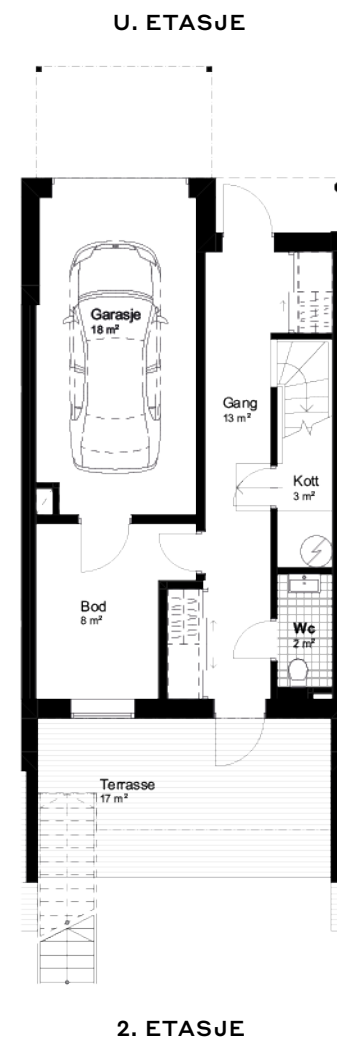 U. ETASJE
Garasje
18 m²
Gang
13 m²
Kott
3 m²
Bod
8 m²
Wc
2 m²
Terrasse
17 m²
2. ETASJE